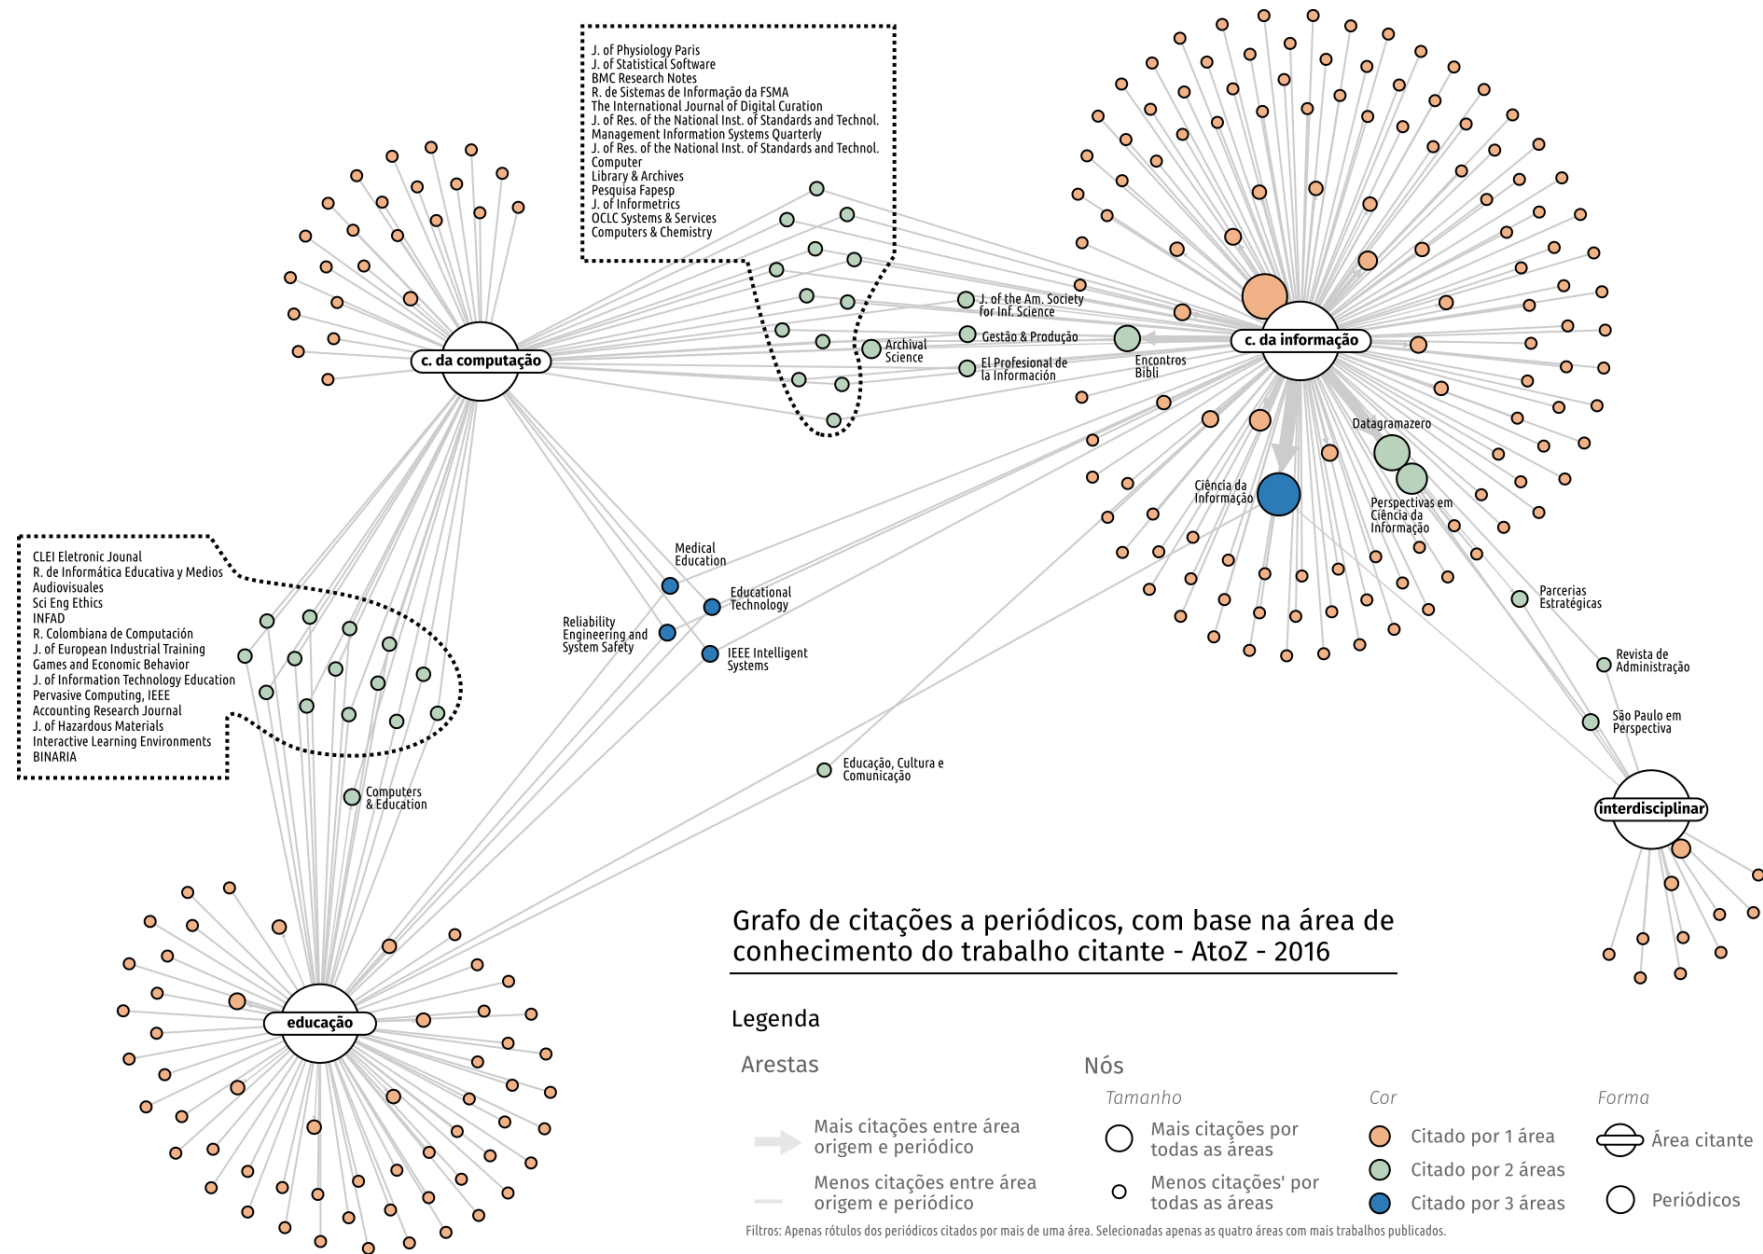 J. of Physiology Paris
J. of Statistical Software
BMC Research Notes
R. de Sistemas de Informação da FSMA
The International Journal of Digital Curation
J. of Res. of the National Inst. of Standards and Technol.
Management Information Systems Quarterly
J. of Res. of the National Inst. of Standards and Technol.
Computer
Library & Archives
Pesquisa Fapesp
J. of Informetrics
OCLC Systems & Services
Computers & Chemistry
c. da computação
J. of the Am. Society
for Inf. Science
Gestão & Produção
Archival
Science
El Profesional de
la Información
Encontros
Bibli
c. da informação
Datagramazero
Ciência da
Informação
Perspectivas em
Ciência da
Informação
Medical
Education
Educational
Technology
Reliability
Engineering and
System Safety
IEEE Intelligent
Systems
Parcerias
Estratégicas
Revista de
Administração
São Paulo em
Perspectiva
CLEI Eletronic Jounal
R. de Informática Educativa y Medios
Audiovisuales
Sci Eng Ethics
INFAD
R. Colombiana de Computación
J. of European Industrial Training
Games and Economic Behavior
J. of Information Technology Education
Pervasive Computing, IEEE
Accounting Research Journal
J. of Hazardous Materials
Interactive Learning Environments
BINARIA
Computers
& Education
Educação, Cultura e
Comunicação
interdisciplinar
educação
Grafo de citações a periódicos, com base na área de
conhecimento do trabalho citante - AtoZ - 2016
Legenda
Arestas
Mais citações entre área
origem e periódico
Menos citações entre área
origem e periódico
Nós
Tamanho
Mais citações por
todas as áreas
Menos citações' por
todas as áreas
Cor
Citado por 1 área
Citado por 2 áreas
Citado por 3 áreas
Forma
Área citante
Periódicos
Filtros: Apenas rótulos dos periódicos citados por mais de uma área. Selecionadas apenas as quatro áreas com mais trabalhos publicados.